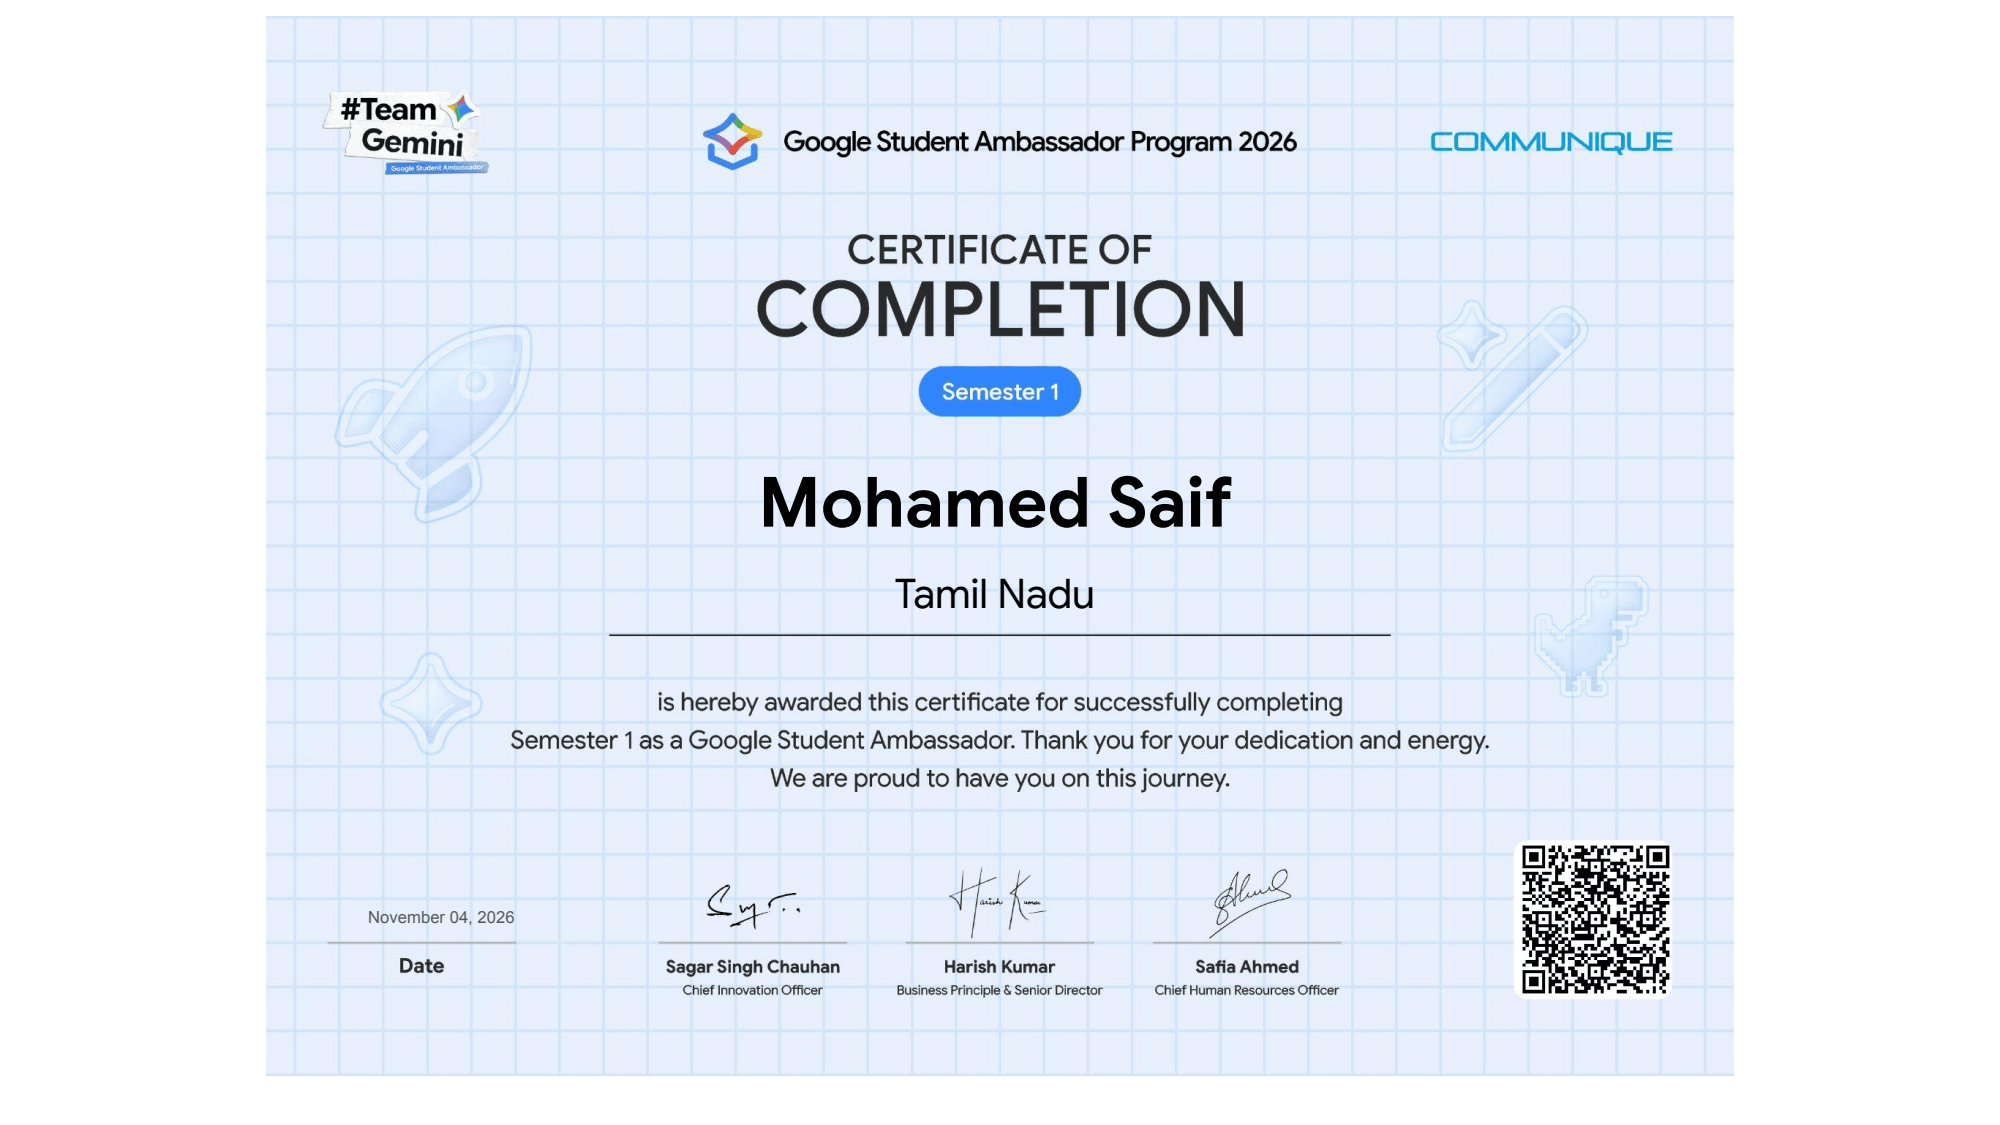 #Team
Gemini
Google Student Ambassador
Google Student Ambassador Program 2026
COMMUNIQUE
CERTIFICATE OF
COMPLETION
Semester 1
Mohamed Saif
Tamil Nadu
is hereby awarded this certificate for successfully completing
Semester 1 as a Google Student Ambassador. Thank you for your dedication and energy.
We are proud to have you on this journey.
November 04, 2026
Date
Harish Kumar
Sagar Singh Chauhan
Chief Innovation Officer
Harish Kumar
Business Principle & Senior Director
Safia Ahmed
Chief Human Resources Officer